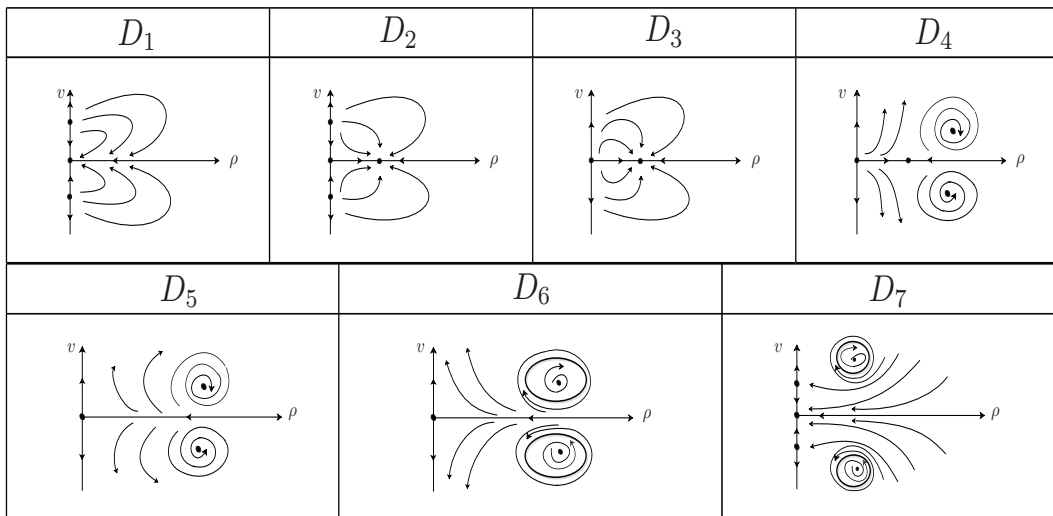 D₁ D₂ D₃ D₄
v ρ v ρ v ρ v ρ
D₅ D₆ D₇
v ρ v ρ v ρ